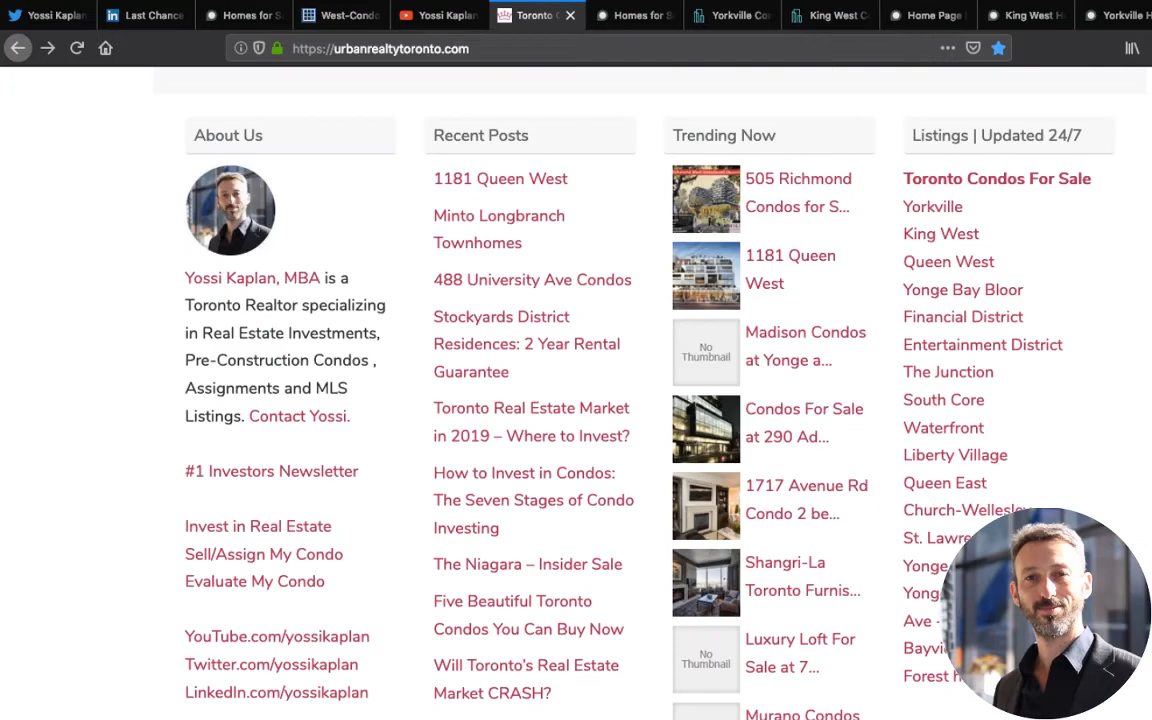 Yossi Kaplan
Last Chance
Homes for S
West-Condo
Yossi Kaplan
Toronto C
Homes for S
Yorkville Co
King West C
Home Page
King West H
Yorkville H
https://urbanrealtytoronto.com
About Us
Yossi Kaplan, MBA is a
Toronto Realtor specializing
in Real Estate Investments,
Pre-Construction Condos ,
Assignments and MLS
Listings. Contact Yossi.
#1 Investors Newsletter
Invest in Real Estate
Sell/Assign My Condo
Evaluate My Condo
YouTube.com/yossikaplan
Twitter.com/yossikaplan
LinkedIn.com/yossikaplan
Recent Posts
1181 Queen West
Minto Longbranch
Townhomes
488 University Ave Condos
Stockyards District
Residences: 2 Year Rental
Guarantee
Toronto Real Estate Market
in 2019 – Where to Invest?
How to Invest in Condos:
The Seven Stages of Condo
Investing
The Niagara – Insider Sale
Five Beautiful Toronto
Condos You Can Buy Now
Will Toronto's Real Estate
Market CRASH?
Trending Now
505 Richmond
Condos for S...
1181 Queen
West
No
Thumbnail
Madison Condos
at Yonge a...
Condos For Sale
at 290 Ad...
1717 Avenue Rd
Condo 2 be...
Shangri-La
Toronto Furnis...
No
Thumbnail
Luxury Loft For
Sale at 7...
Murano Condos
Listings | Updated 24/7
Toronto Condos For Sale
Yorkville
King West
Queen West
Yonge Bay Bloor
Financial District
Entertainment District
The Junction
South Core
Waterfront
Liberty Village
Queen East
Church-Wellesley
St. Lawre
Yonge
Yong
Ave -
Bayvi
Forest h